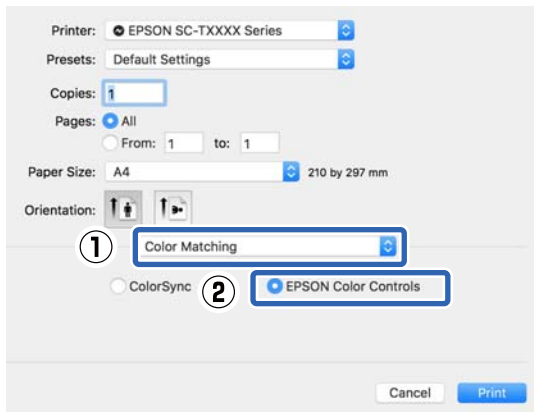 Printer: EPSON SC-TXXXX Series
Presets: Default Settings
Copies: 1
Pages: All
From: 1 to: 1
Paper Size: A4 210 by 297 mm
Orientation:
① Color Matching
ColorSync ② EPSON Color Controls
Cancel Print